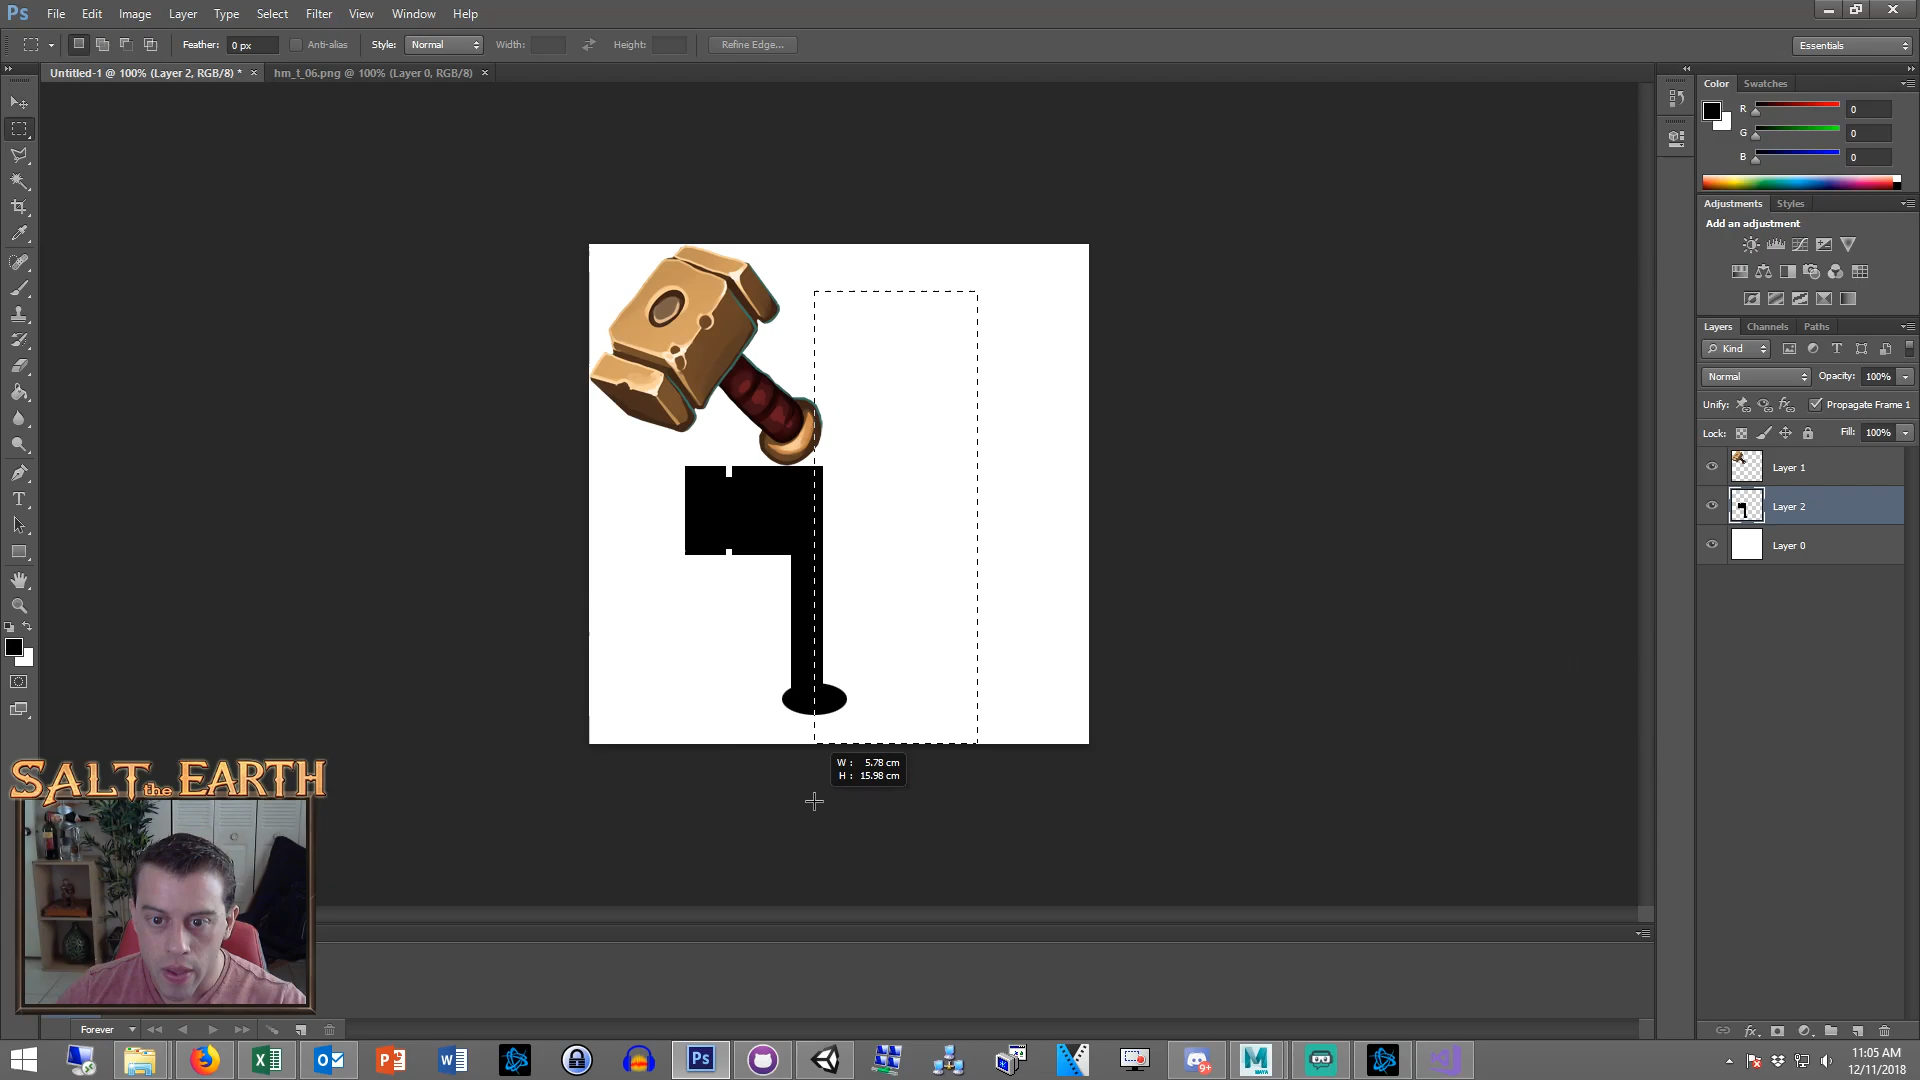 Ps File Edit Image Layer Type Select Filter View Window Help
Feather: 0 px Anti-alias Style: Normal Width: Height: Refine Edge... Essentials
Untitled-1 @ 100% (Layer 2, RGB/8) * × hm_t_06.png @ 100% (Layer 0, RGB/8) ×
Color Swatches
R 0
G 0
B 0
Adjustments Styles
Add an adjustment
Layers Channels Paths
Kind
Normal Opacity: 100%
Unify: Propagate Frame 1
Lock: Fill: 100%
Layer 1
Layer 2
Layer 0
W : 5.78 cm
H : 15.98 cm
SALT the EARTH
Forever
Ps
9+
MAYA
11:05 AM
12/11/2018